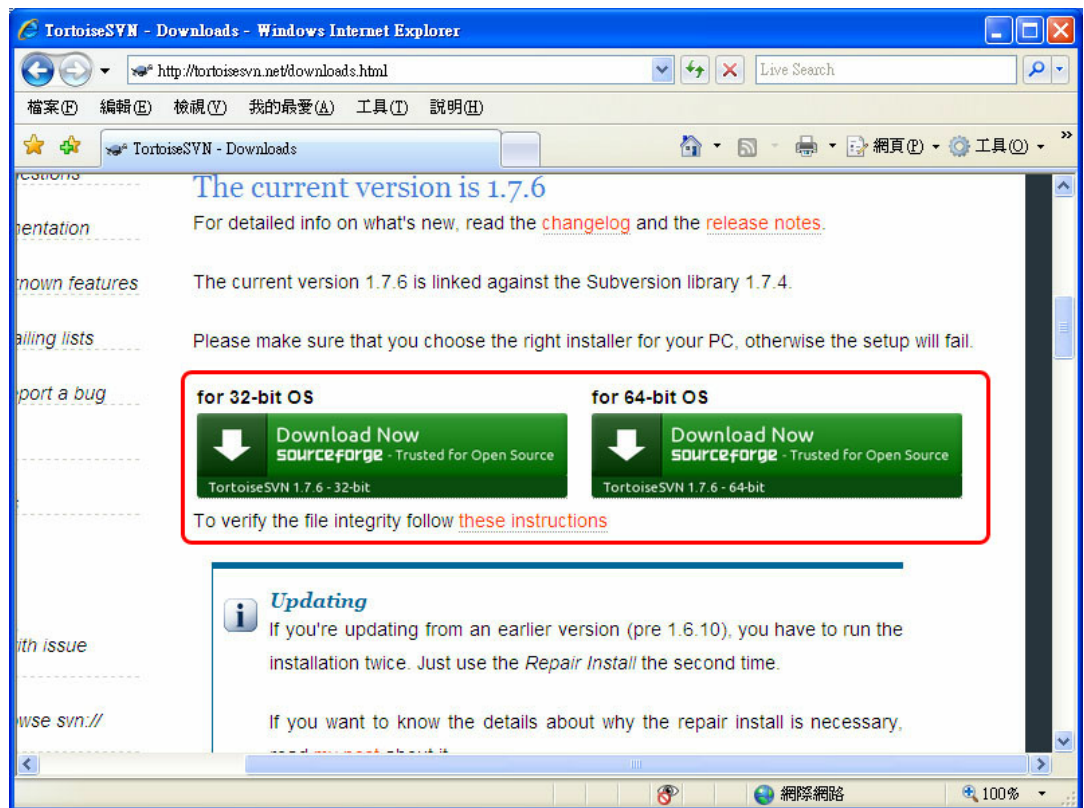 TortoiseSVN - Downloads - Windows Internet Explorer
http://tortoisesvn.net/downloads.html
Live Search
檔案(F) 編輯(E) 檢視(V) 我的最愛(A) 工具(T) 說明(H)
TortoiseSVN - Downloads
網頁(P) 工具(O) »
The current version is 1.7.6
For detailed info on what's new, read the changelog and the release notes.
The current version 1.7.6 is linked against the Subversion library 1.7.4.
Please make sure that you choose the right installer for your PC, otherwise the setup will fail.
entation
nown features
ailing lists
port a bug
for 32-bit OS
Download Now
sourceforge - Trusted for Open Source
TortoiseSVN 1.7.6 - 32-bit
for 64-bit OS
Download Now
sourceforge - Trusted for Open Source
TortoiseSVN 1.7.6 - 64-bit
To verify the file integrity follow these instructions
Updating
If you're updating from an earlier version (pre 1.6.10), you have to run the
installation twice. Just use the Repair Install the second time.
If you want to know the details about why the repair install is necessary,
ith issue
wse svn://
網際網路
100%